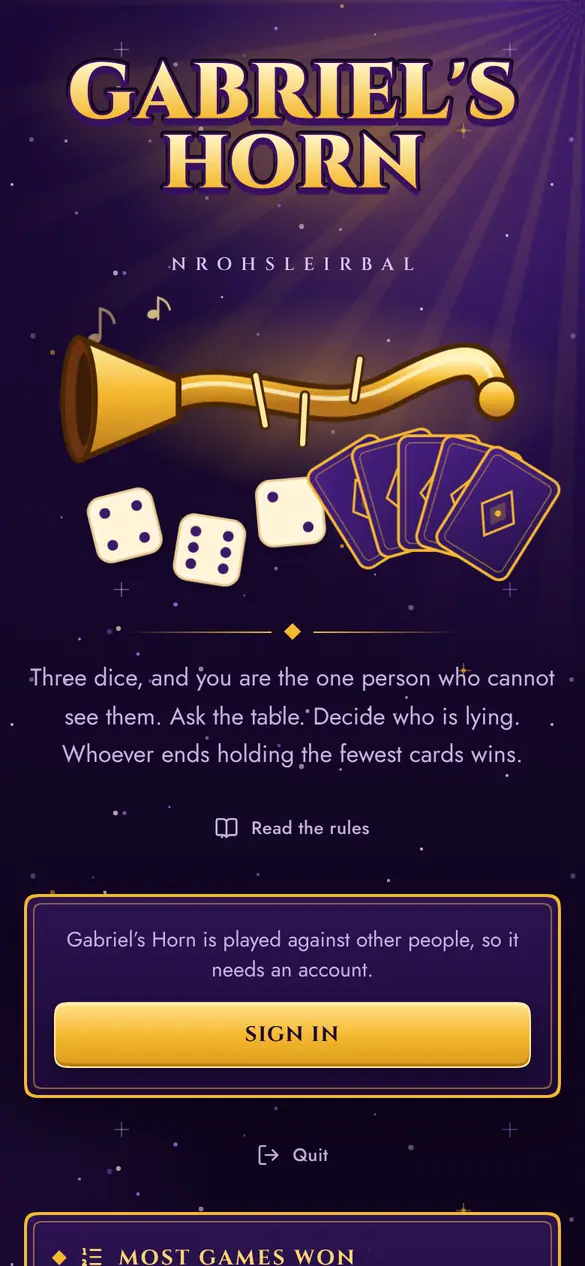 GABRIEL'S
HORN
NROHSLEIRBAL
Three dice, and you are the one person who cannot
see them. Ask the table. Decide who is lying.
Whoever ends holding the fewest cards wins.
Read the rules
Gabriel's Horn is played against other people, so it
needs an account.
SIGN IN
Quit
MOST GAMES WON